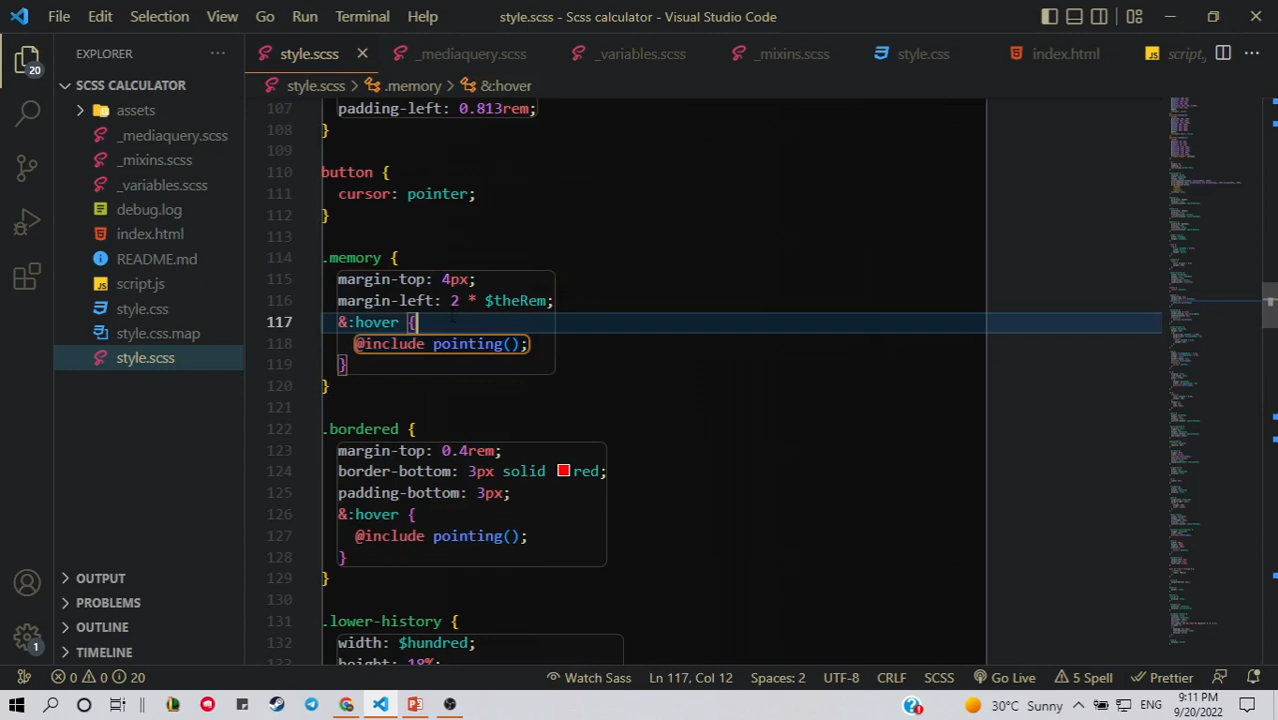 File Edit Selection View Go Run Terminal Help style.scss - Scss calculator - Visual Studio Code
EXPLORER ...
style.scss
_mediaquery.scss
_variables.scss
_mixins.scss
style.css
index.html
script.
style.scss > .memory > &:hover
SCSS CALCULATOR
assets
_mediaquery.scss
_mixins.scss
_variables.scss
debug.log
index.html
README.md
script.js
style.css
style.css.map
style.scss
OUTPUT
PROBLEMS
OUTLINE
TIMELINE
20
1
107 padding-left: 0.813rem;
108 }
109
110 button {
111 cursor: pointer;
112 }
113
114 .memory {
115 margin-top: 4px;
116 margin-left: 2 * $theRem;
117 &:hover {
118 @include pointing();
119 }
120 }
121
122 .bordered {
123 margin-top: 0.4rem;
124 border-bottom: 3px solid red;
125 padding-bottom: 3px;
126 &:hover {
127 @include pointing();
128 }
129 }
130
131 .lower-history {
132 width: $hundred;
133 height: 18%;
0 0 20 Watch Sass Ln 117, Col 12 Spaces: 2 UTF-8 CRLF SCSS Go Live 5 Spell Prettier
30°C Sunny ENG 9:11 PM
9/20/2022